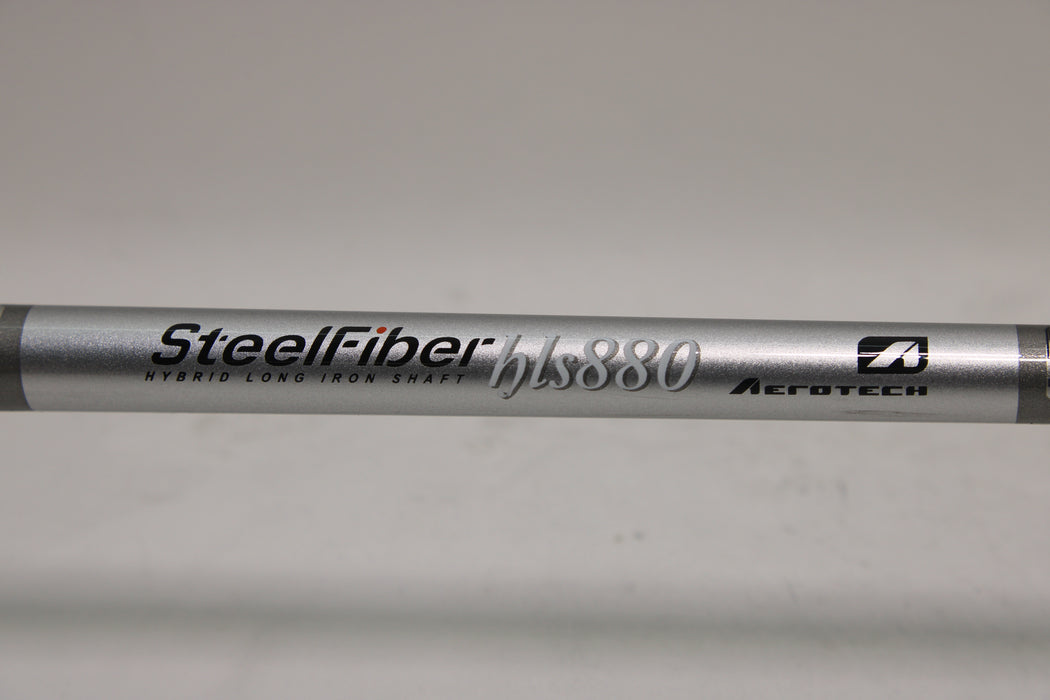 SteelFiber hls880
HYBRID LONG IRON SHAFT
AEROTECH